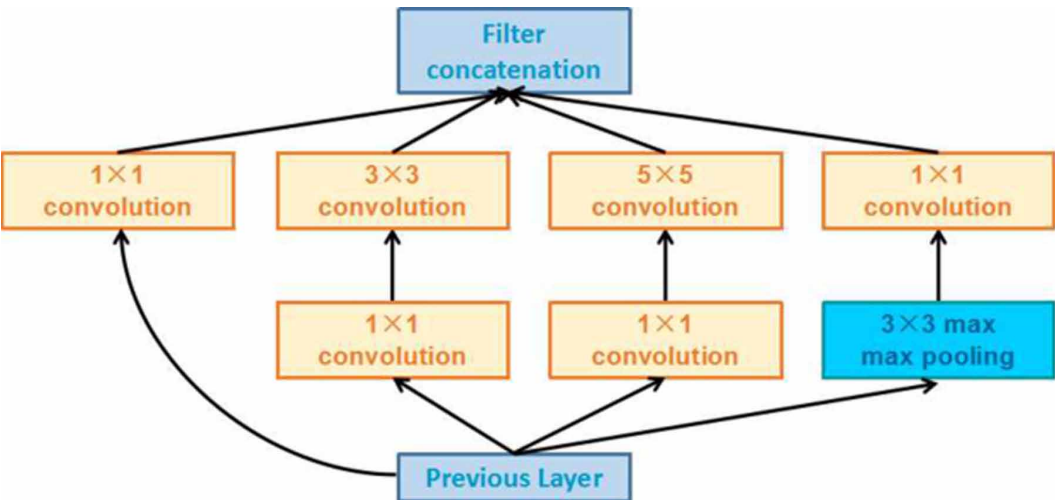 Filter
concatenation
1×1
convolution
3×3
convolution
5×5
convolution
1×1
convolution
1×1
convolution
1×1
convolution
3×3 max
max pooling
Previous Layer